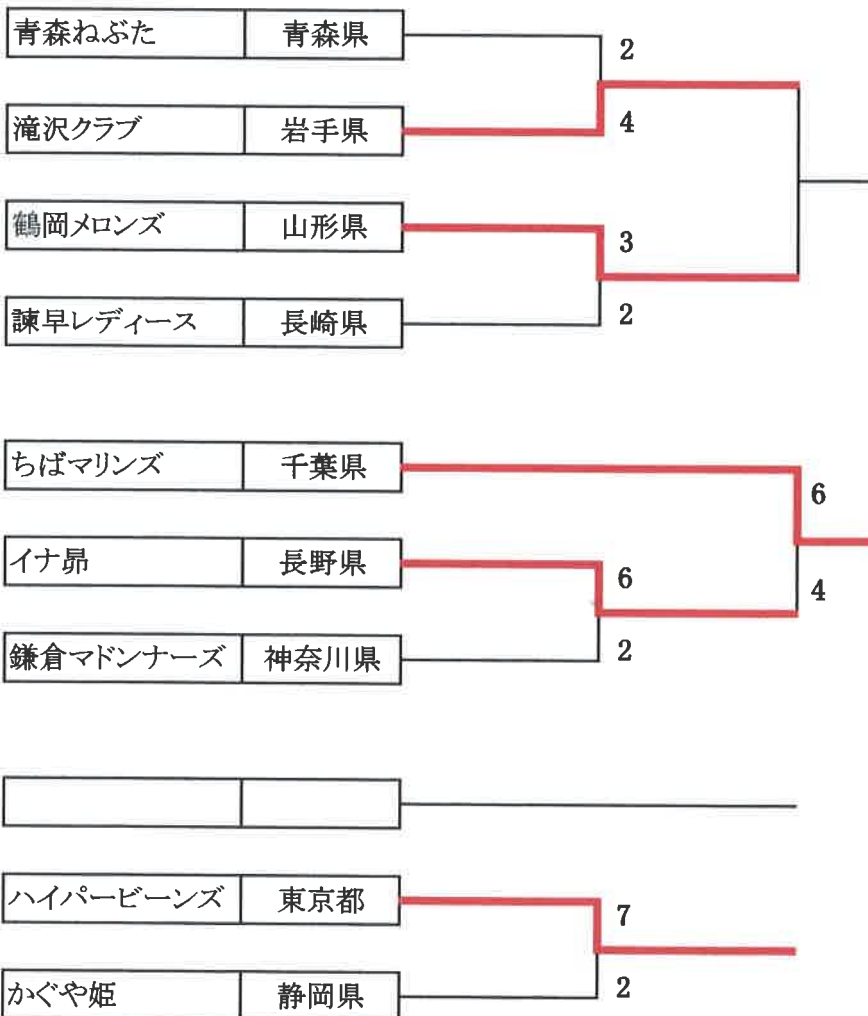 青森ねぶた 青森県
2
滝沢クラブ 岩手県
4
鶴岡メロンズ 山形県
3
諫早レディース 長崎県
2
ちばマリンズ 千葉県
6
イナ昴 長野県
6
4
鎌倉マドンナーズ 神奈川県
2
ハイパービーンズ 東京都
7
かぐや姫 静岡県
2